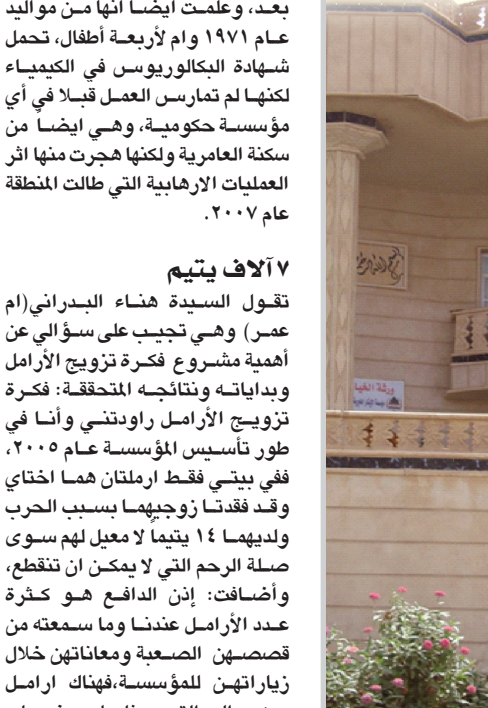 بعد، وعلمت ايضا انها من مواليد
عام ١٩٧١ وام لأربعة أطفال، تحمل
شهادة البكالوريوس في الكيمياء
لكنها لم تمارس العمل قبلا في أي
مؤسسة حكومية، وهي ايضاً من
سكنة العامرية ولكنها هجرت منها اثر
العمليات الارهابية التي طالت المنطقة
عام ٢٠٠٧.
٧ آلاف يتيم
تقول السيدة هناء البدراني(ام
عمر) وهي تجيب على سؤالي عن
أهمية مشروع فكرة تزويج الأرامل
وبداياته ونتائجه المتحققة: فكرة
تزويج الأرامل راودتني وأنا في
طور تأسيس المؤسسة عام ٢٠٠٥،
ففي بيتي فقط ارملتان هما اختاي
وقد فقدتا زوجيهما بسبب الحرب
ولديهما ١٤ يتيماً لا معيل لهم سوى
صلة الرحم التي لا يمكن ان تنقطع،
وأضافت: إذن الدافع هو كثرة
عدد الأرامل عندنا وما سمعته من
قصصهن الصعبة ومعاناتهن خلال
زياراتهن للمؤسسة،فهناك ارامل
ورشة الخيا